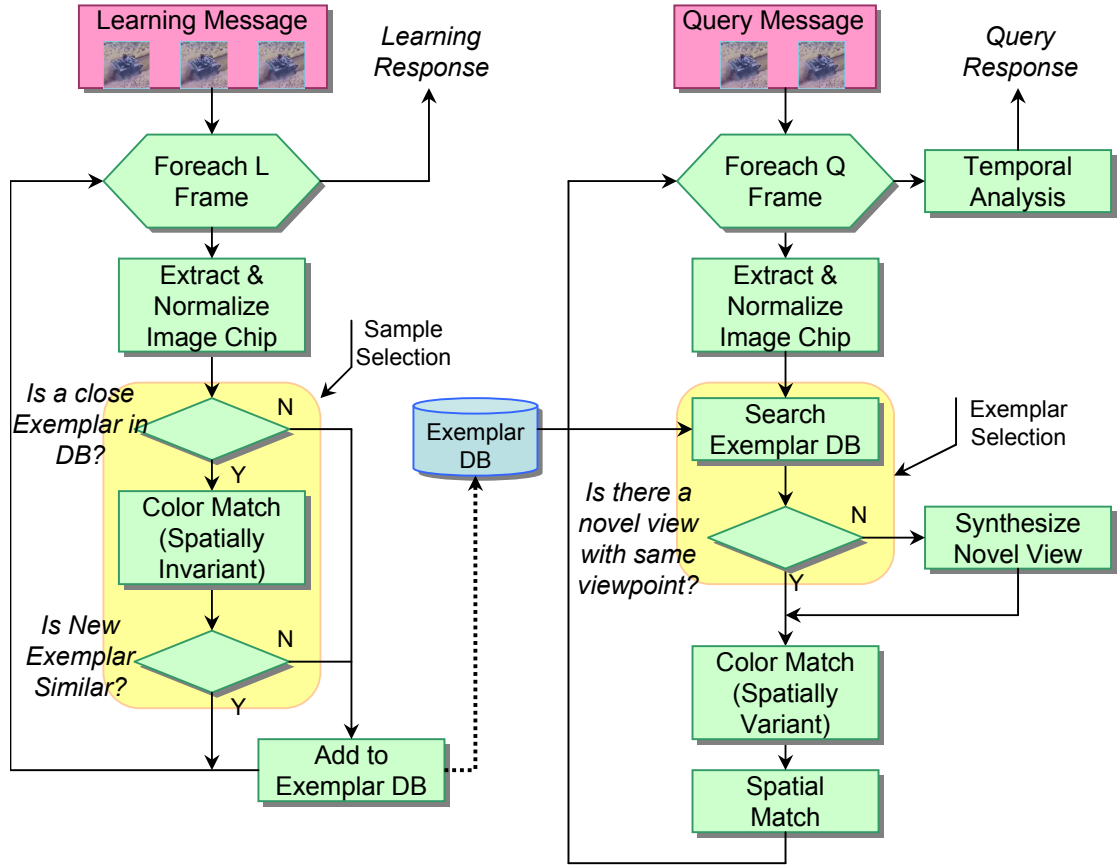 Learning Message
Learning
Response
Foreach L
Frame
Extract &
Normalize
Image Chip
Sample
Selection
Is a close
Exemplar in
DB?
N
Y
Color Match
(Spatially
Invariant)
Is New
Exemplar
Similar?
N
Y
Add to
Exemplar DB
Exemplar
DB
Query Message
Query
Response
Foreach Q
Frame
Temporal
Analysis
Extract &
Normalize
Image Chip
Search
Exemplar DB
Exemplar
Selection
Is there a
novel view
with same
viewpoint?
N
Y
Synthesize
Novel View
Color Match
(Spatially
Variant)
Spatial
Match